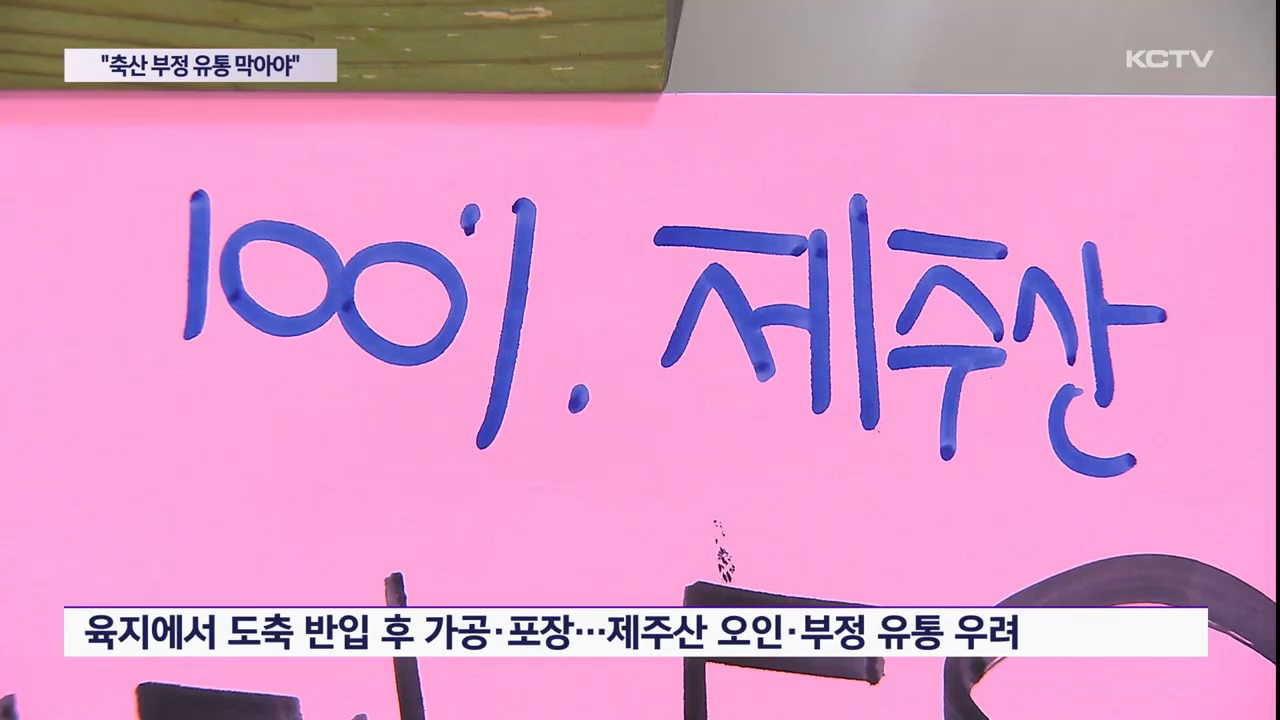 "축산 부정 유통 막아야"
KCTV
100% 제주산
육지에서 도축 반입 후 가공·포장…제주산 오인·부정 유통 우려